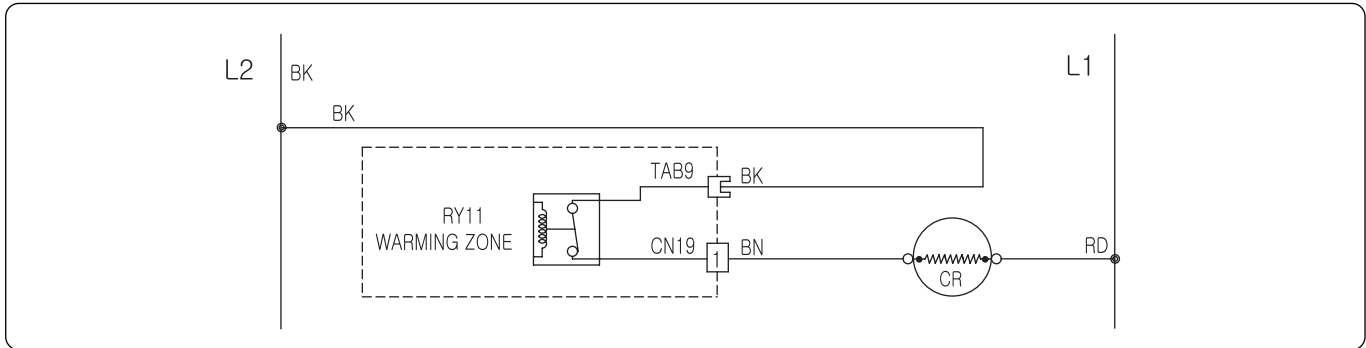 L2
BK
L1
BK
TAB9
BK
RY11
WARMING ZONE
CN19
1
BN
RD
CR